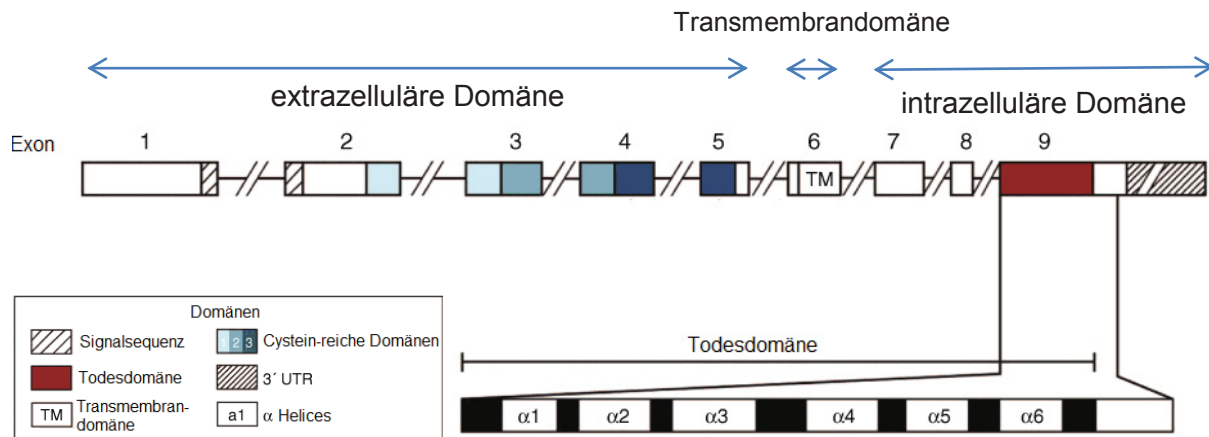 Transmembrandomäne
extrazelluläre Domäne
intrazelluläre Domäne
Exon 1 2 3 4 5 6 7 8 9
TM
Domänen
Signalsequenz
1 2 3 Cystein-reiche Domänen
Todesdomäne
3´ UTR
TM Transmembran-
domäne
a1 α Helices
Todesdomäne
α1 α2 α3 α4 α5 α6